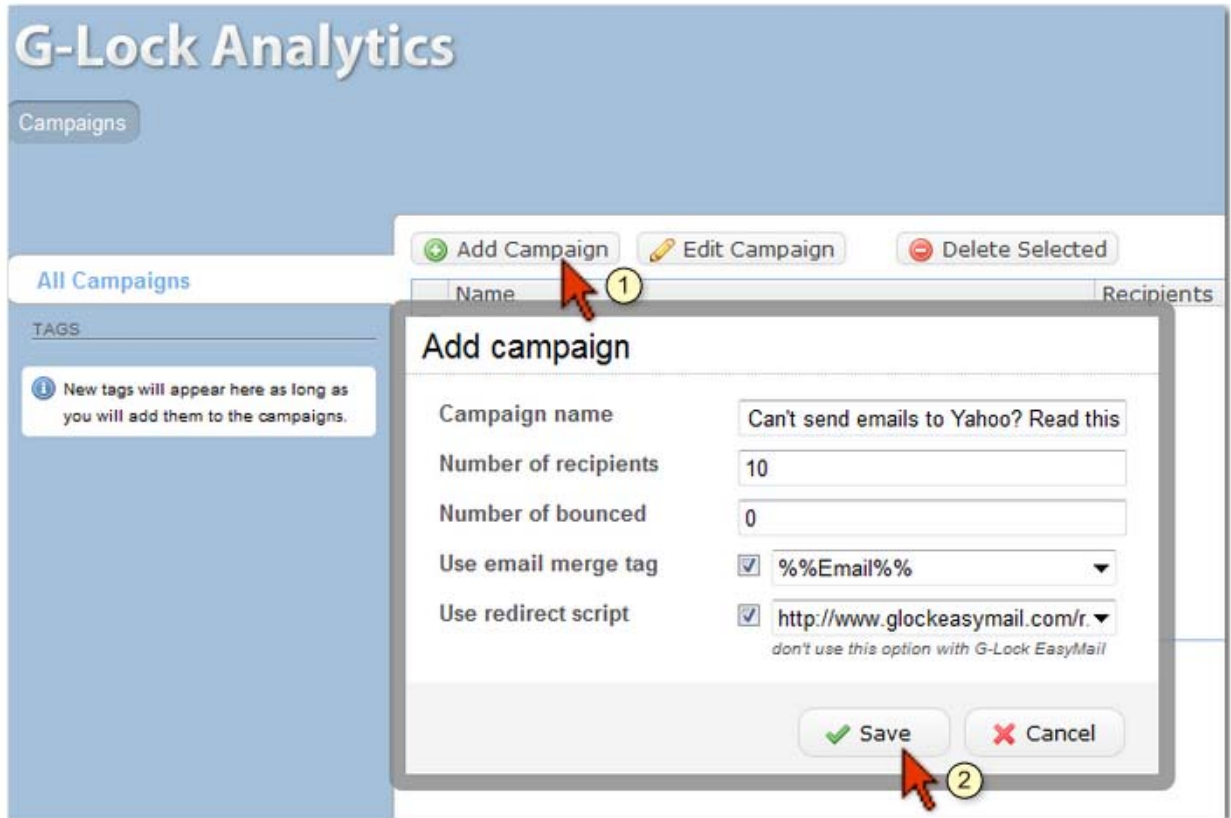 G-Lock Analytics
Campaigns
Add Campaign
Edit Campaign
Delete Selected
1
All Campaigns
Name
Recipients
TAGS
New tags will appear here as long as
you will add them to the campaigns.
Add campaign
Campaign name
Can't send emails to Yahoo? Read this
Number of recipients
10
Number of bounced
0
Use email merge tag
%%Email%%
Use redirect script
http://www.glockeasymail.com/r.
don't use this option with G-Lock EasyMail
Save
Cancel
2